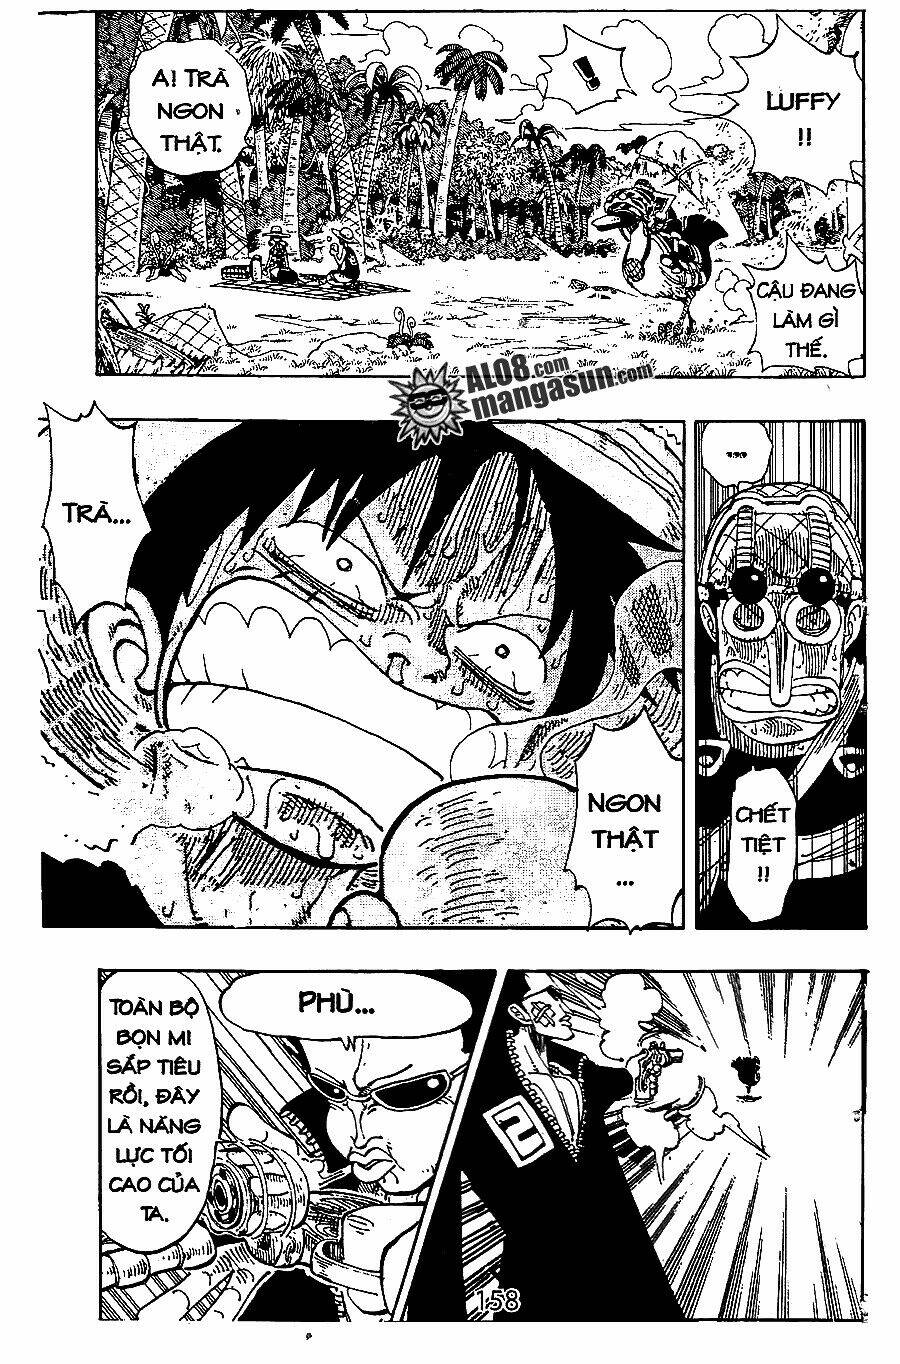 LUFFY
!!
!
CẬU ĐANG
LÀM GÌ
THẾ.
A! TRÀ
NGON
THẬT.
AL08.com
mangasun.com
...
CHẾT
TIỆT
!!
TRÀ...
NGON
THẬT
...
2
PHÙ...
TOÀN BỘ
BỌN MI
SẮP TIÊU
RỒI, ĐÂY
LÀ NĂNG
LỰC TỐI
CAO CỦA
TA.
158